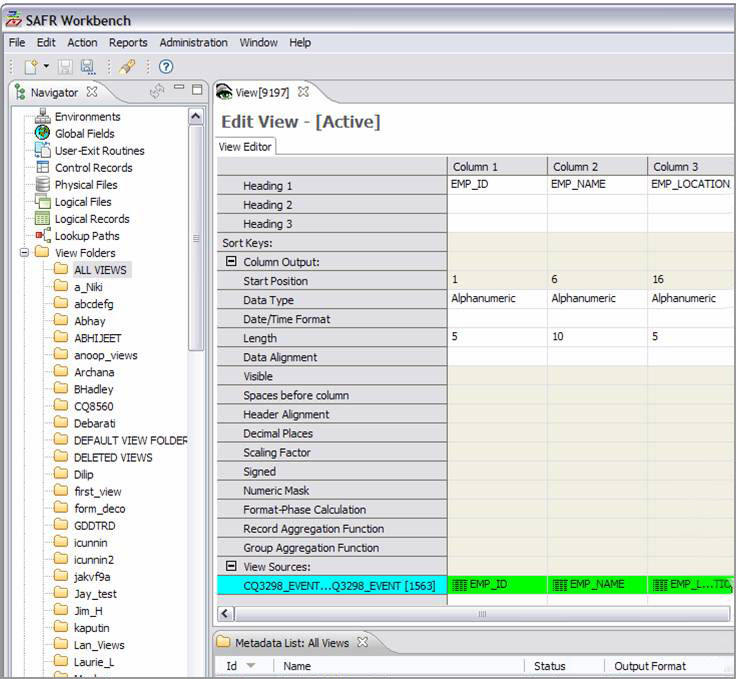 SAFR Workbench
File Edit Action Reports Administration Window Help
Navigator
Environments
Global Fields
User-Exit Routines
Control Records
Physical Files
Logical Files
Logical Records
Lookup Paths
View Folders
ALL VIEWS
a_Niki
abcdefg
Abhay
ABHIJEET
anoop_views
Archana
BHadley
CQ8560
Debarati
DEFAULT VIEW FOLDER
DELETED VIEWS
Dilip
first_view
form_deco
GDDTRD
icunnin
icunnin2
jakvf9a
Jay_test
Jim_H
kaputin
Lan_Views
Laurie_L
View[9197]
Edit View - [Active]
View Editor
Column 1 Column 2 Column 3
Heading 1 EMP_ID EMP_NAME EMP_LOCATION
Heading 2
Heading 3
Sort Keys:
Column Output:
Start Position 1 6 16
Data Type Alphanumeric Alphanumeric Alphanumeric
Date/Time Format
Length 5 10 5
Data Alignment
Visible
Spaces before column
Header Alignment
Decimal Places
Scaling Factor
Signed
Numeric Mask
Format-Phase Calculation
Record Aggregation Function
Group Aggregation Function
View Sources:
CQ3298_EVENT...Q3298_EVENT [1563] EMP_ID EMP_NAME EMP_L...TIO
Metadata List: All Views
Id Name Status Output Format